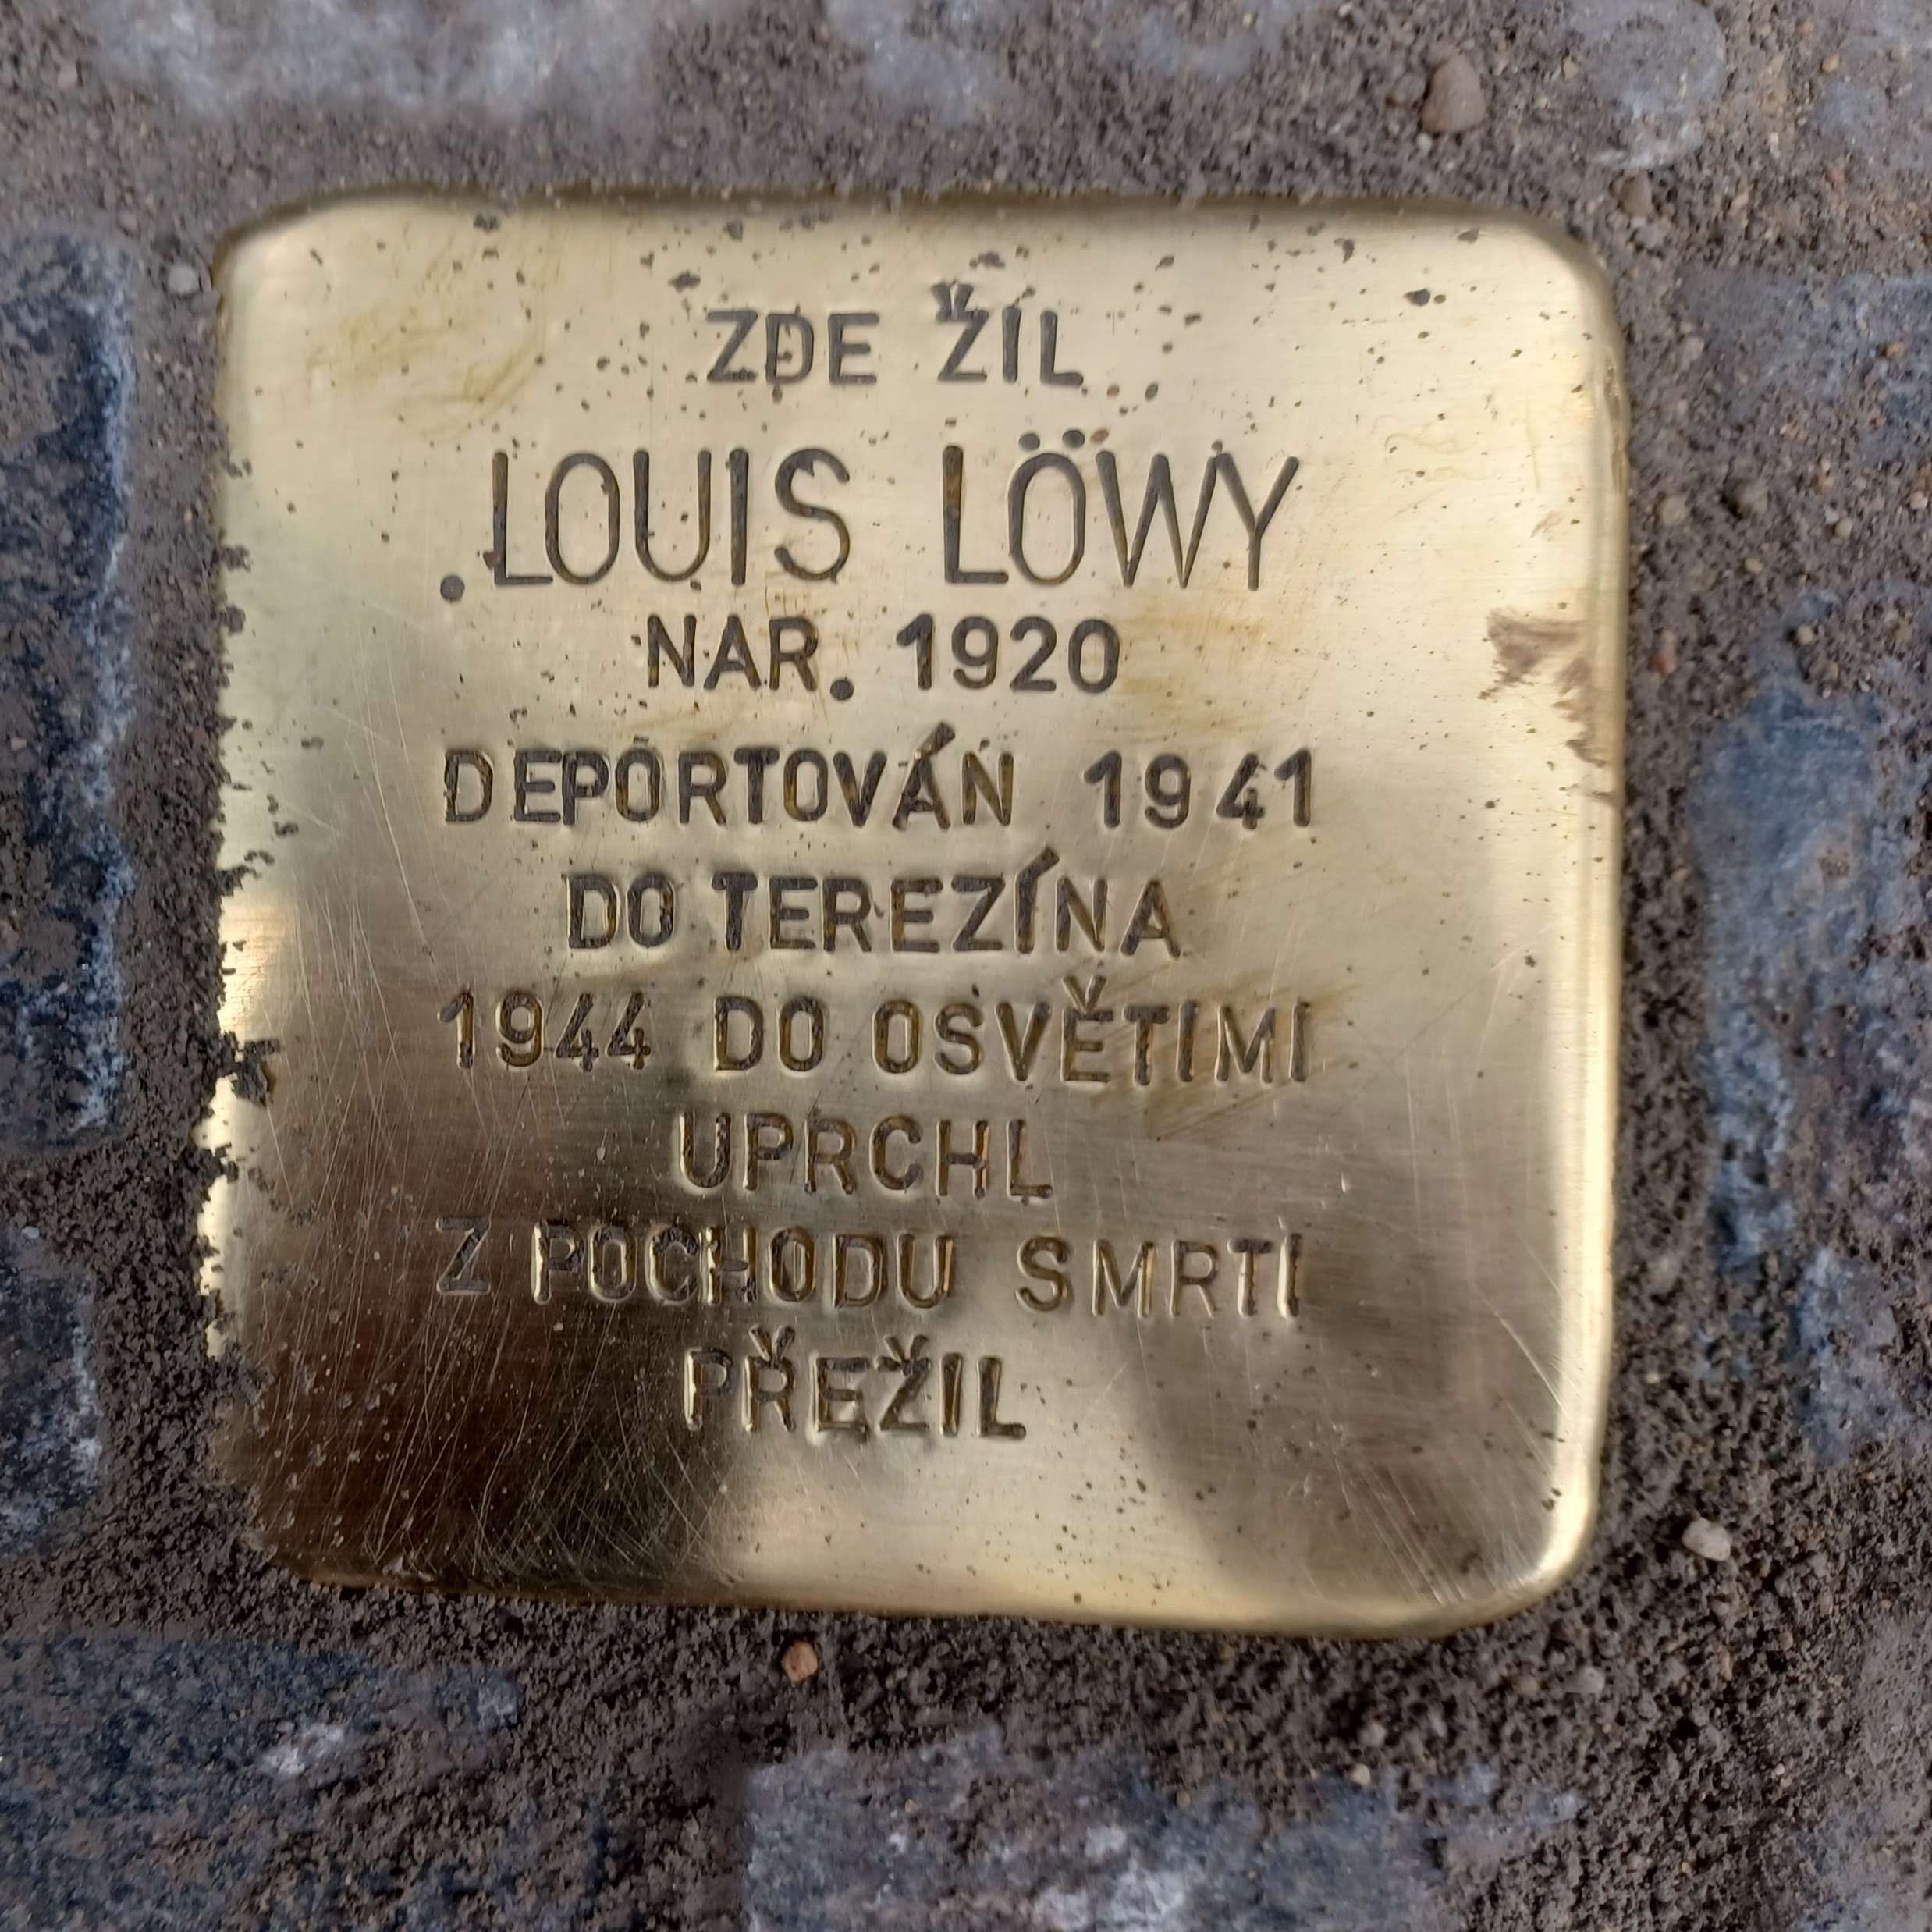 ZDE ŽIL
LOUIS LÖWY
NAR. 1920
DEPORTOVÁN 1941
DO TEREZÍNA
1944 DO OSVĚTIMI
UPRCHL
Z POCHODU SMRTI
PŘEŽIL